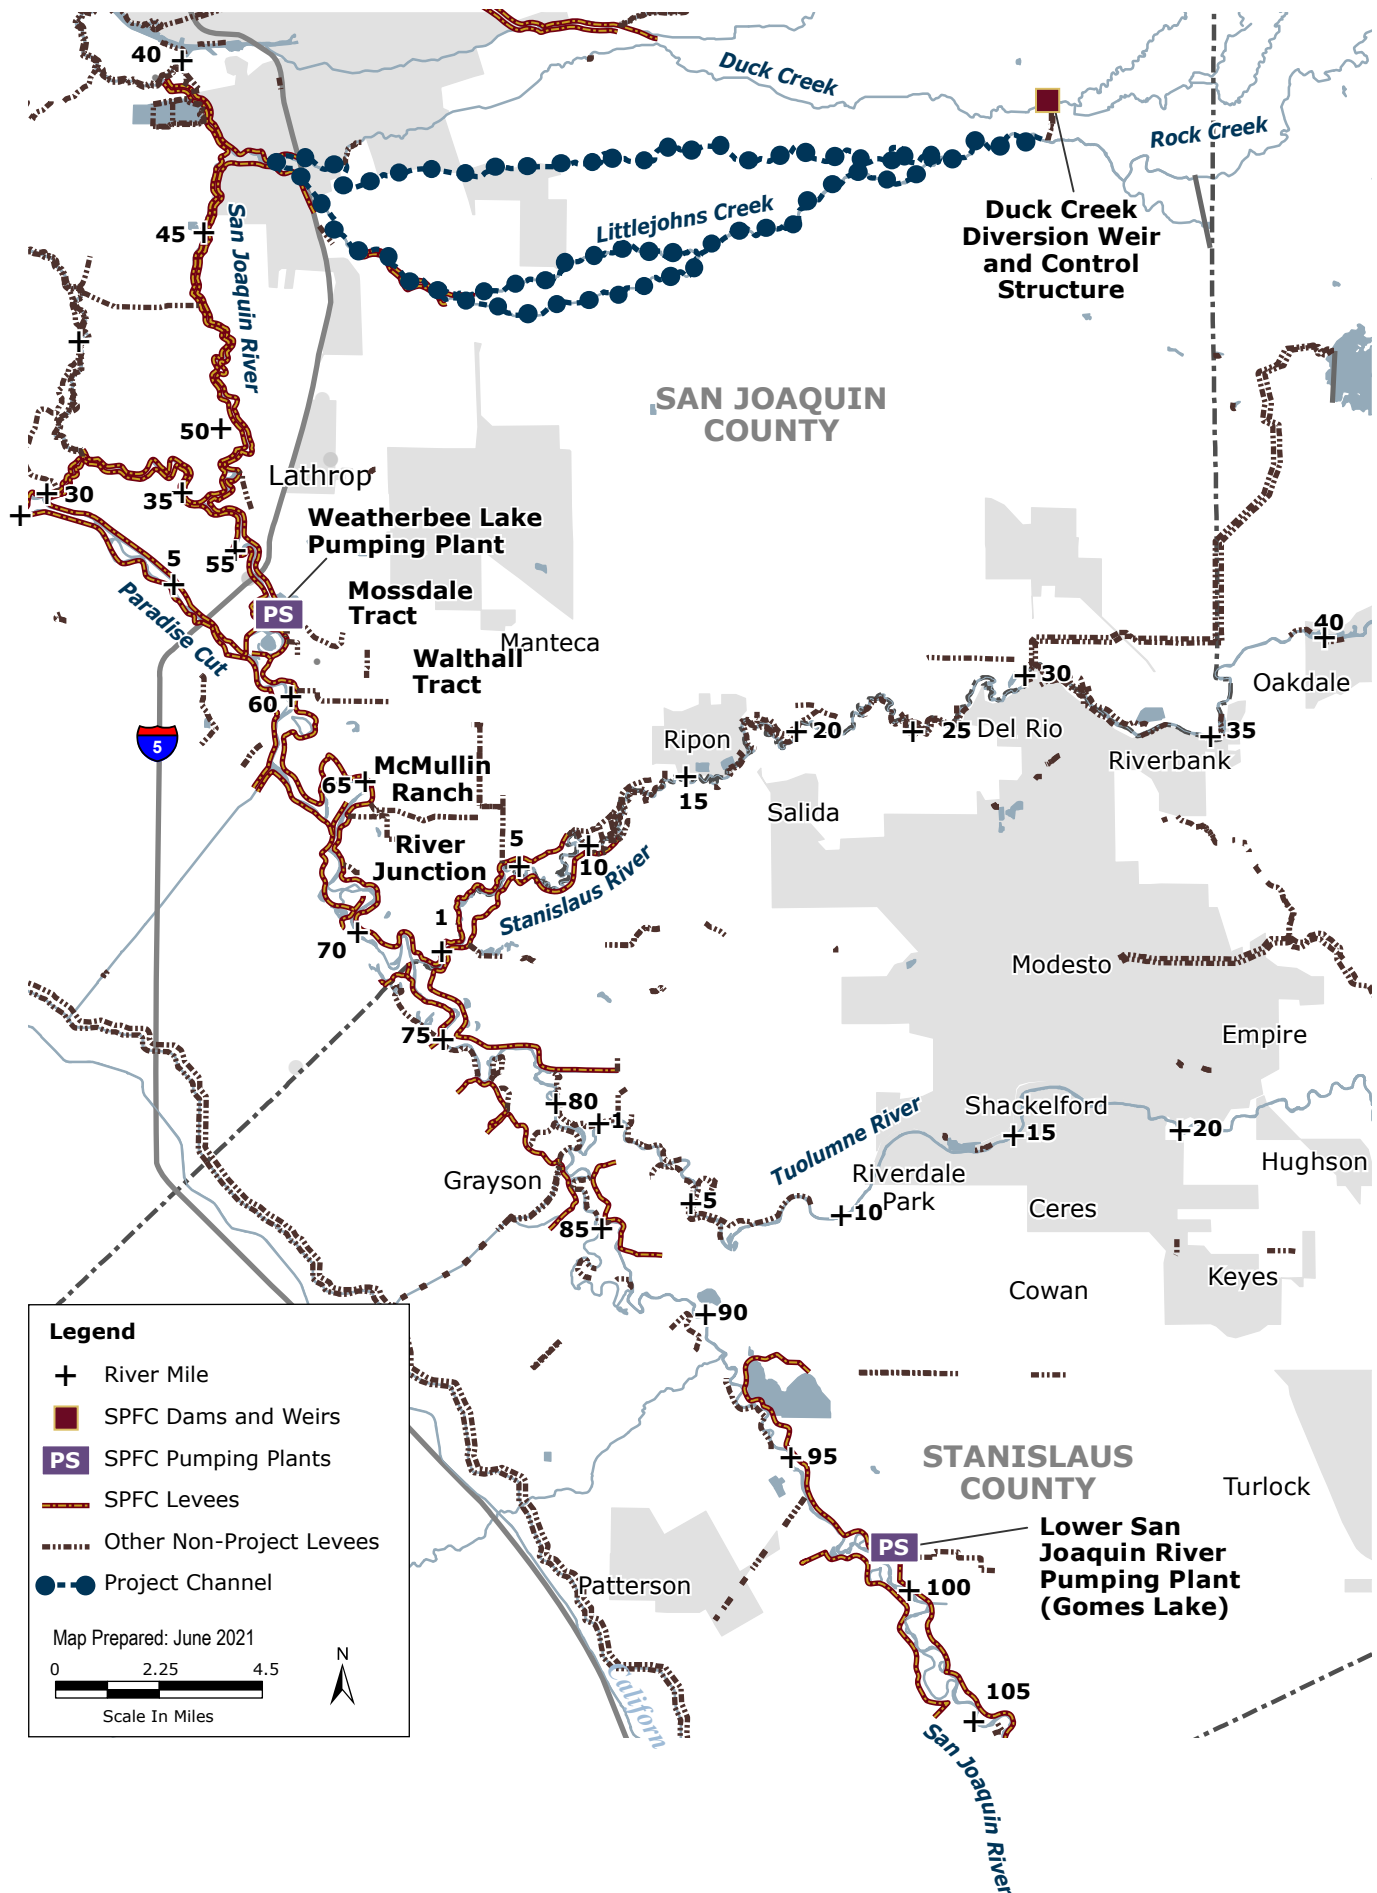 40
Duck Creek
Rock Creek
Duck Creek
Diversion Weir
and Control
Structure
Littlejohns Creek
45
San Joaquin River
SAN JOAQUIN
COUNTY
50
Lathrop
30
35
Weatherbee Lake
Pumping Plant
55
5
PS
Mossdale
Tract
Paradise Cut
Manteca
Walthall
Tract
40
Oakdale
60
30
5
Ripon
20
25
Del Rio
35
Riverbank
McMullin
Ranch
65
15
Salida
River
Junction
5
10
Stanislaus River
1
70
Modesto
75
Empire
80
1
Shackelford
15
20
Tuolumne River
Hughson
Grayson
Riverdale
Park
5
10
Ceres
85
Keyes
Cowan
90
95
STANISLAUS
COUNTY
Turlock
PS
Lower San
Joaquin River
Pumping Plant
(Gomes Lake)
Patterson
100
105
San Joaquin River
Californ
Legend
River Mile
SPFC Dams and Weirs
PS SPFC Pumping Plants
SPFC Levees
Other Non-Project Levees
Project Channel
Map Prepared: June 2021
0 2.25 4.5
Scale In Miles
N